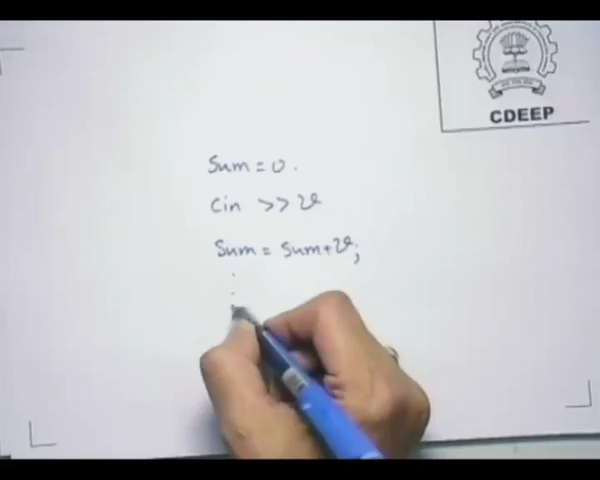 CDEEP
Sum = 0.
Cin >> v
Sum = Sum + v;